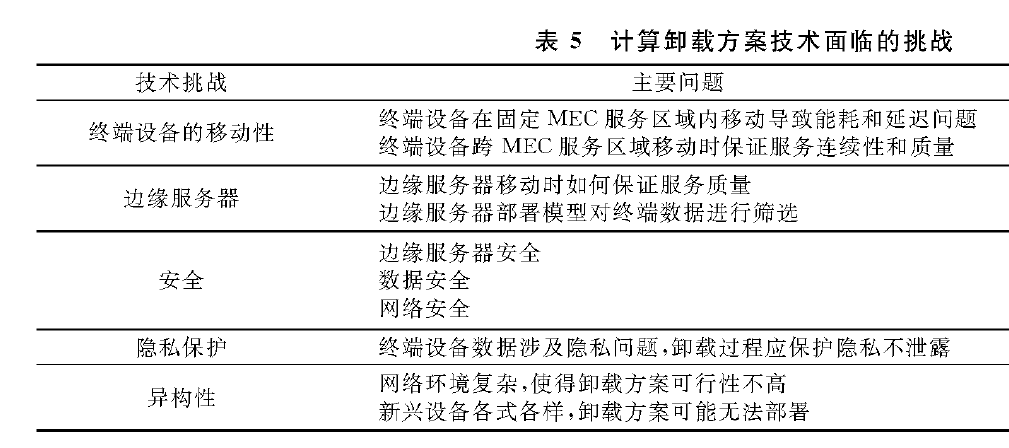 表 5 计算卸载方案技术面临的挑战
技术挑战 主要问题
终端设备的移动性
终端设备在固定 MEC 服务区域内移动导致能耗和延迟问题
终端设备跨 MEC 服务区域移动时保证服务连续性和质量
边缘服务器
边缘服务器移动时如何保证服务质量
边缘服务器部署模型对终端数据进行筛选
安全
边缘服务器安全
数据安全
网络安全
隐私保护 终端设备数据涉及隐私问题,卸载过程应保护隐私不泄露
异构性
网络环境复杂,使得卸载方案可行性不高
新兴设备各式各样,卸载方案可能无法部署